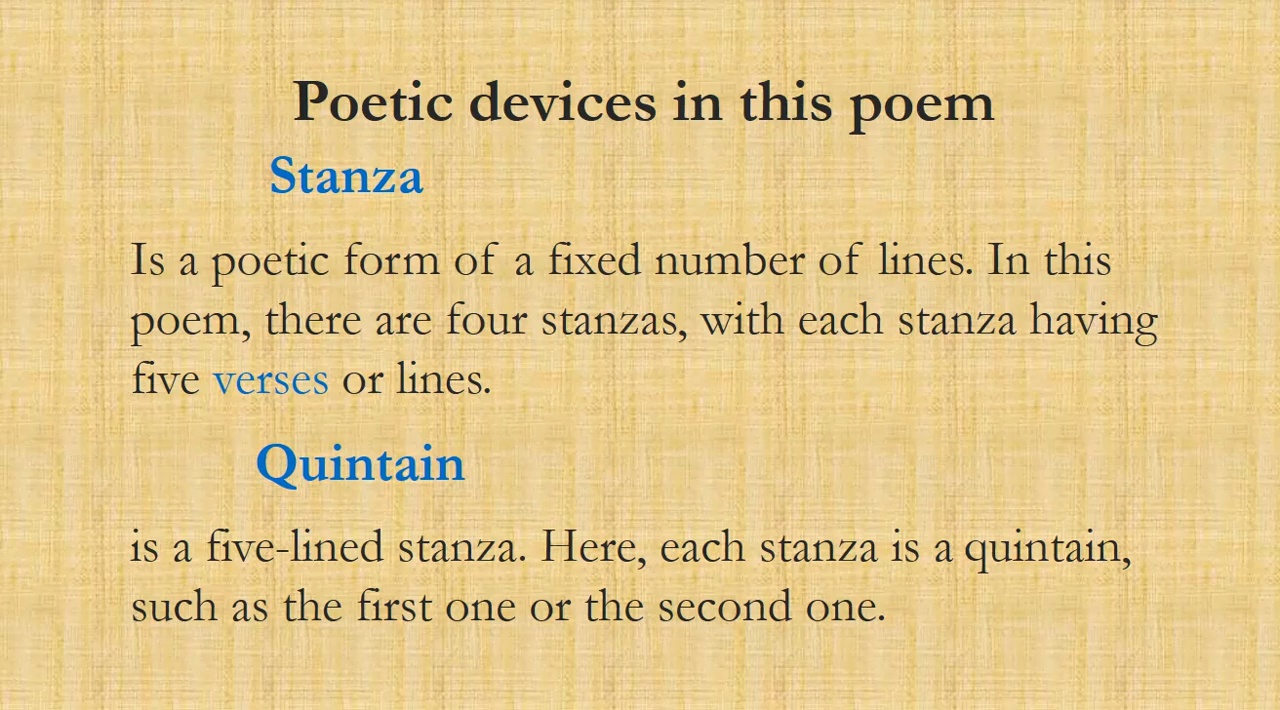 Poetic devices in this poem
Stanza
Is a poetic form of a fixed number of lines. In this
poem, there are four stanzas, with each stanza having
five verses or lines.
Quintain
is a five-lined stanza. Here, each stanza is a quintain,
such as the first one or the second one.